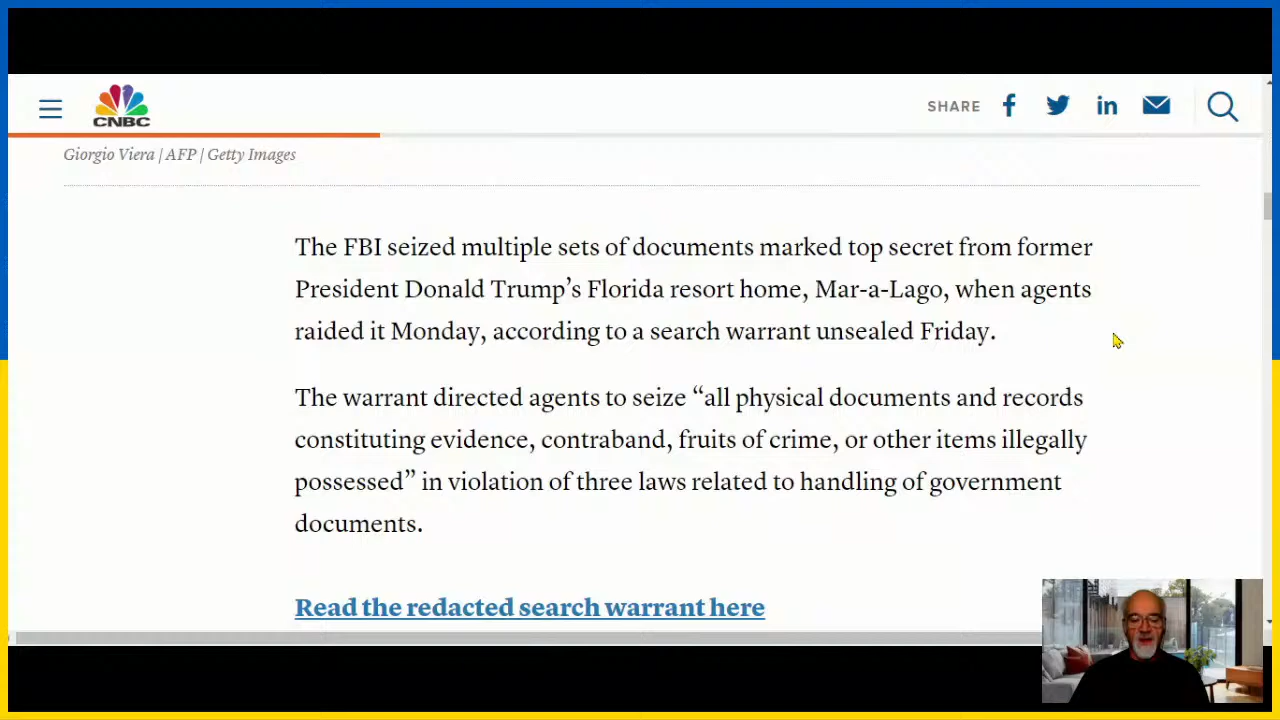 CNBC
SHARE
Giorgio Viera | AFP | Getty Images
The FBI seized multiple sets of documents marked top secret from former
President Donald Trump’s Florida resort home, Mar-a-Lago, when agents
raided it Monday, according to a search warrant unsealed Friday.
The warrant directed agents to seize “all physical documents and records
constituting evidence, contraband, fruits of crime, or other items illegally
possessed” in violation of three laws related to handling of government
documents.
Read the redacted search warrant here